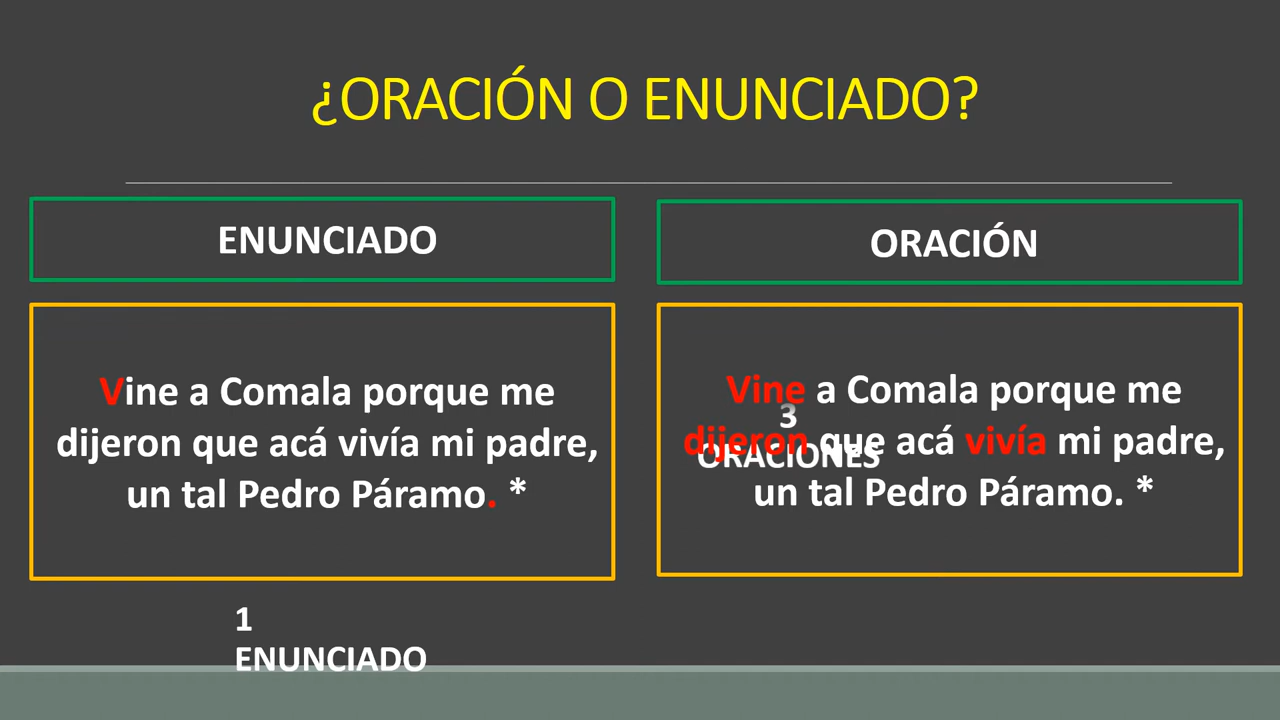 ¿ORACIÓN O ENUNCIADO?
ENUNCIADO
Vine a Comala porque me
dijeron que acá vivía mi padre,
un tal Pedro Páramo. *
1
ENUNCIADO
ORACIÓN
Vine a Comala porque me
dijeron que acá vivía mi padre,
un tal Pedro Páramo. *
3
ORACIONES